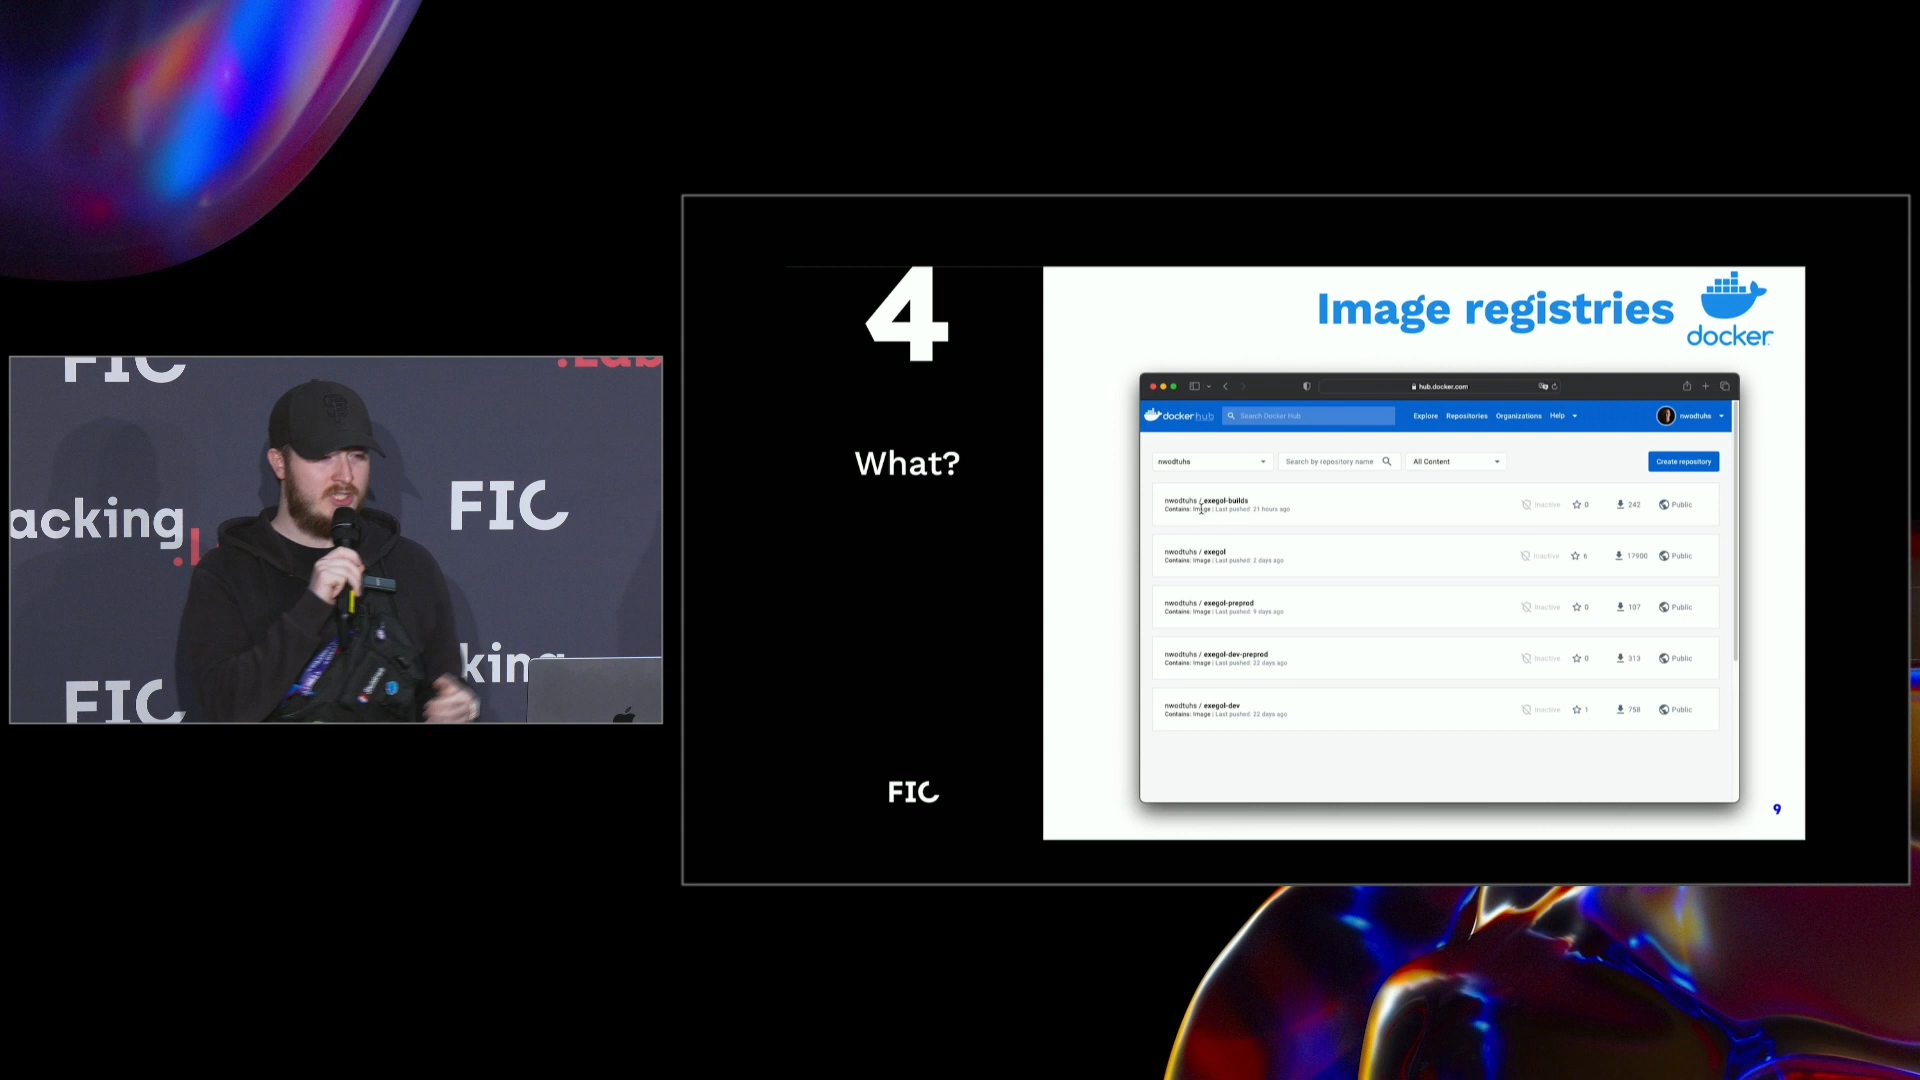 FIC
.Lab
acking
.L
FIC
king
FIC
4
What?
FIC
Image registries
docker
hub.docker.com
docker hub
Search Docker Hub
Explore
Repositories
Organizations
Help
nwodtuhs
nwodtuhs
Search by repository name
All Content
Create repository
nwodtuhs / exegol-builds
Contains: Image | Last pushed: 21 hours ago
Inactive
0
242
Public
nwodtuhs / exegol
Contains: Image | Last pushed: 2 days ago
Inactive
6
17900
Public
nwodtuhs / exegol-preprod
Contains: Image | Last pushed: 9 days ago
Inactive
0
107
Public
nwodtuhs / exegol-dev-preprod
Contains: Image | Last pushed: 22 days ago
Inactive
0
313
Public
nwodtuhs / exegol-dev
Contains: Image | Last pushed: 22 days ago
Inactive
1
758
Public
9